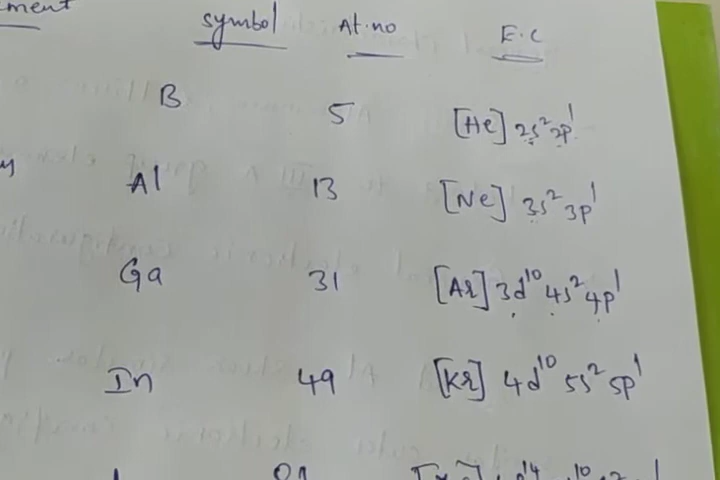 symbol At.no E.C
B 5 [He] 2s² 2p¹
Al 13 [Ne] 3s² 3p¹
Ga 31 [Ar] 3d¹⁰ 4s² 4p¹
In 49 [Kr] 4d¹⁰ 5s² 5p¹